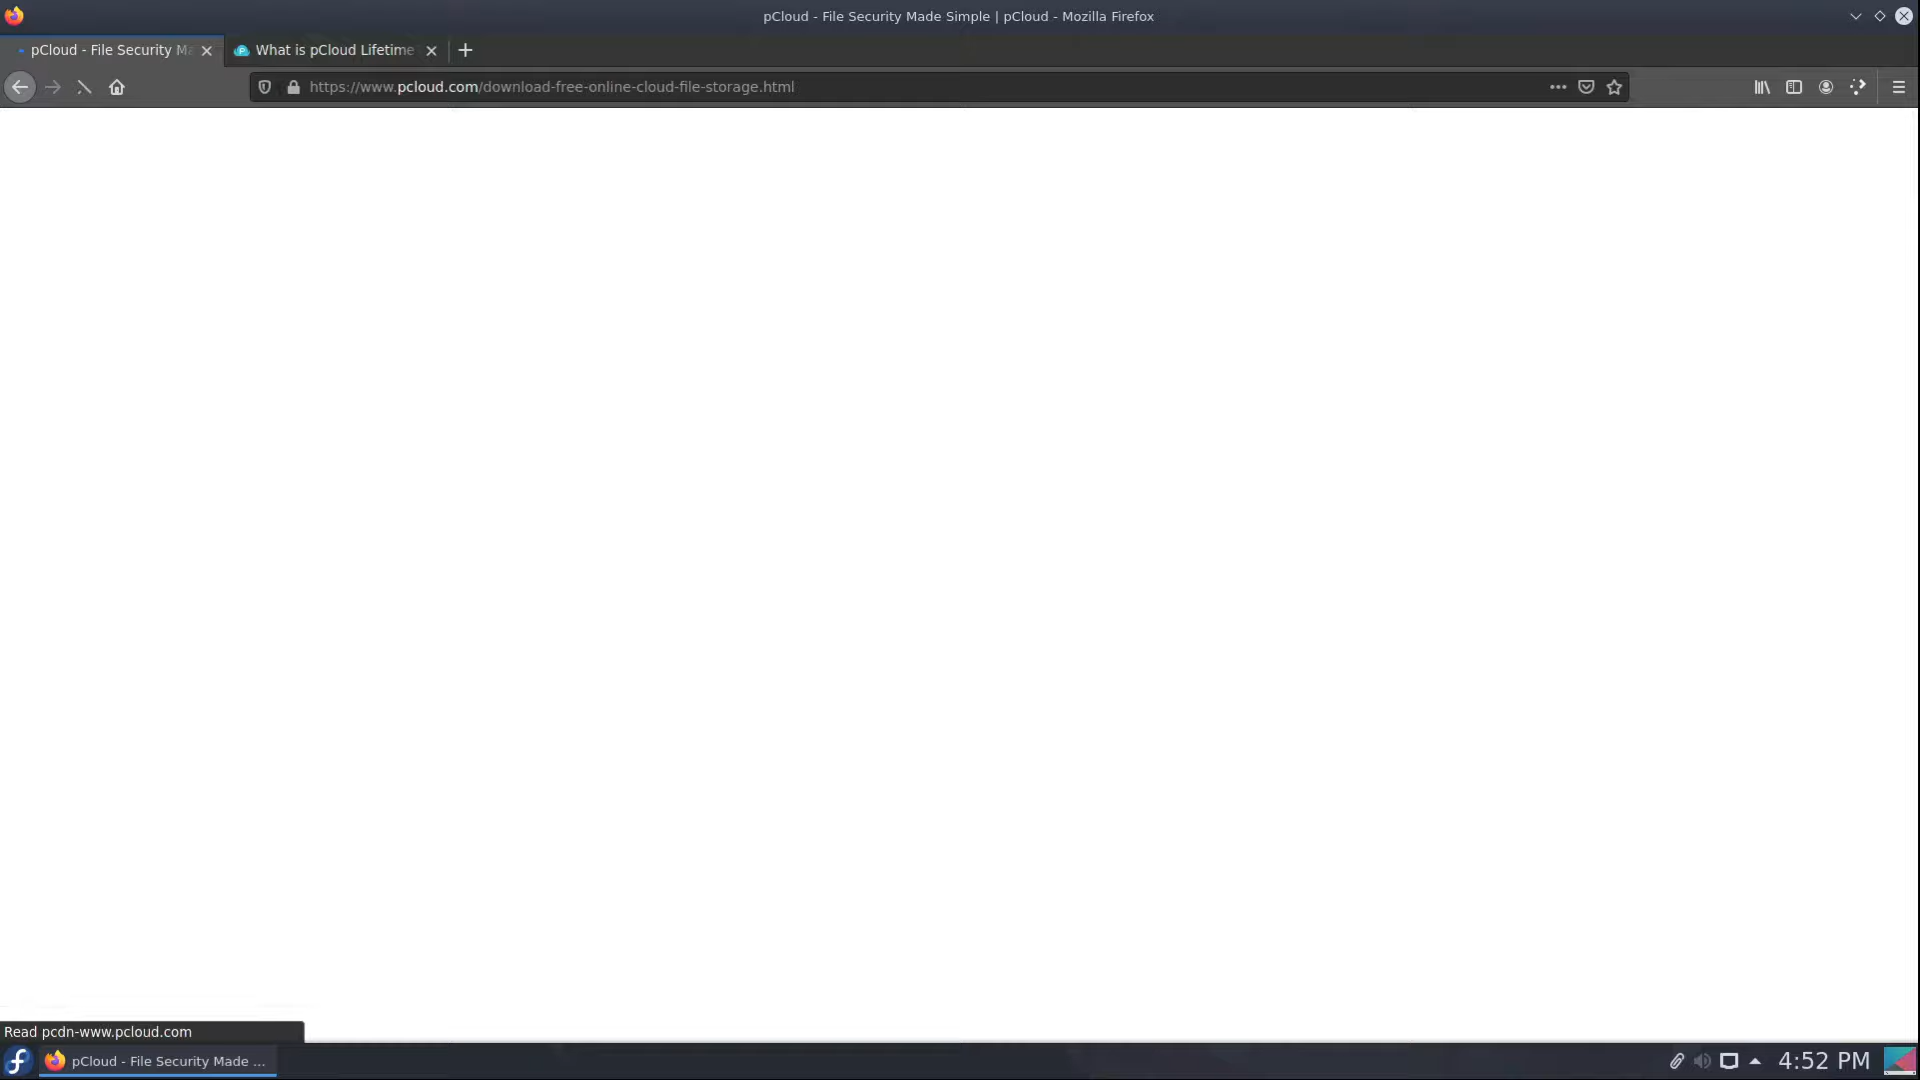 pCloud - File Security Made Simple | pCloud - Mozilla Firefox
pCloud - File Security Ma
What is pCloud Lifetime
https://www.pcloud.com/download-free-online-cloud-file-storage.html
Read pcdn-www.pcloud.com
pCloud - File Security Made ...
4:52 PM